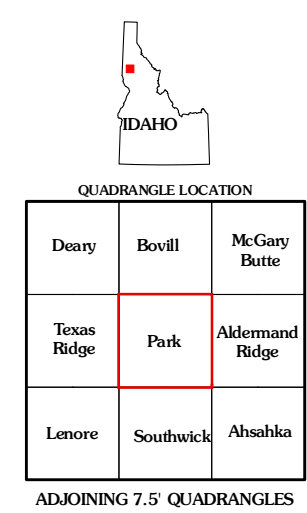 IDAHO
QUADRANGLE LOCATION
Deary
Bovill
McGary
Butte
Texas
Ridge
Park
Aldermand
Ridge
Lenore
Southwick
Ahsahka
ADJOINING 7.5' QUADRANGLES